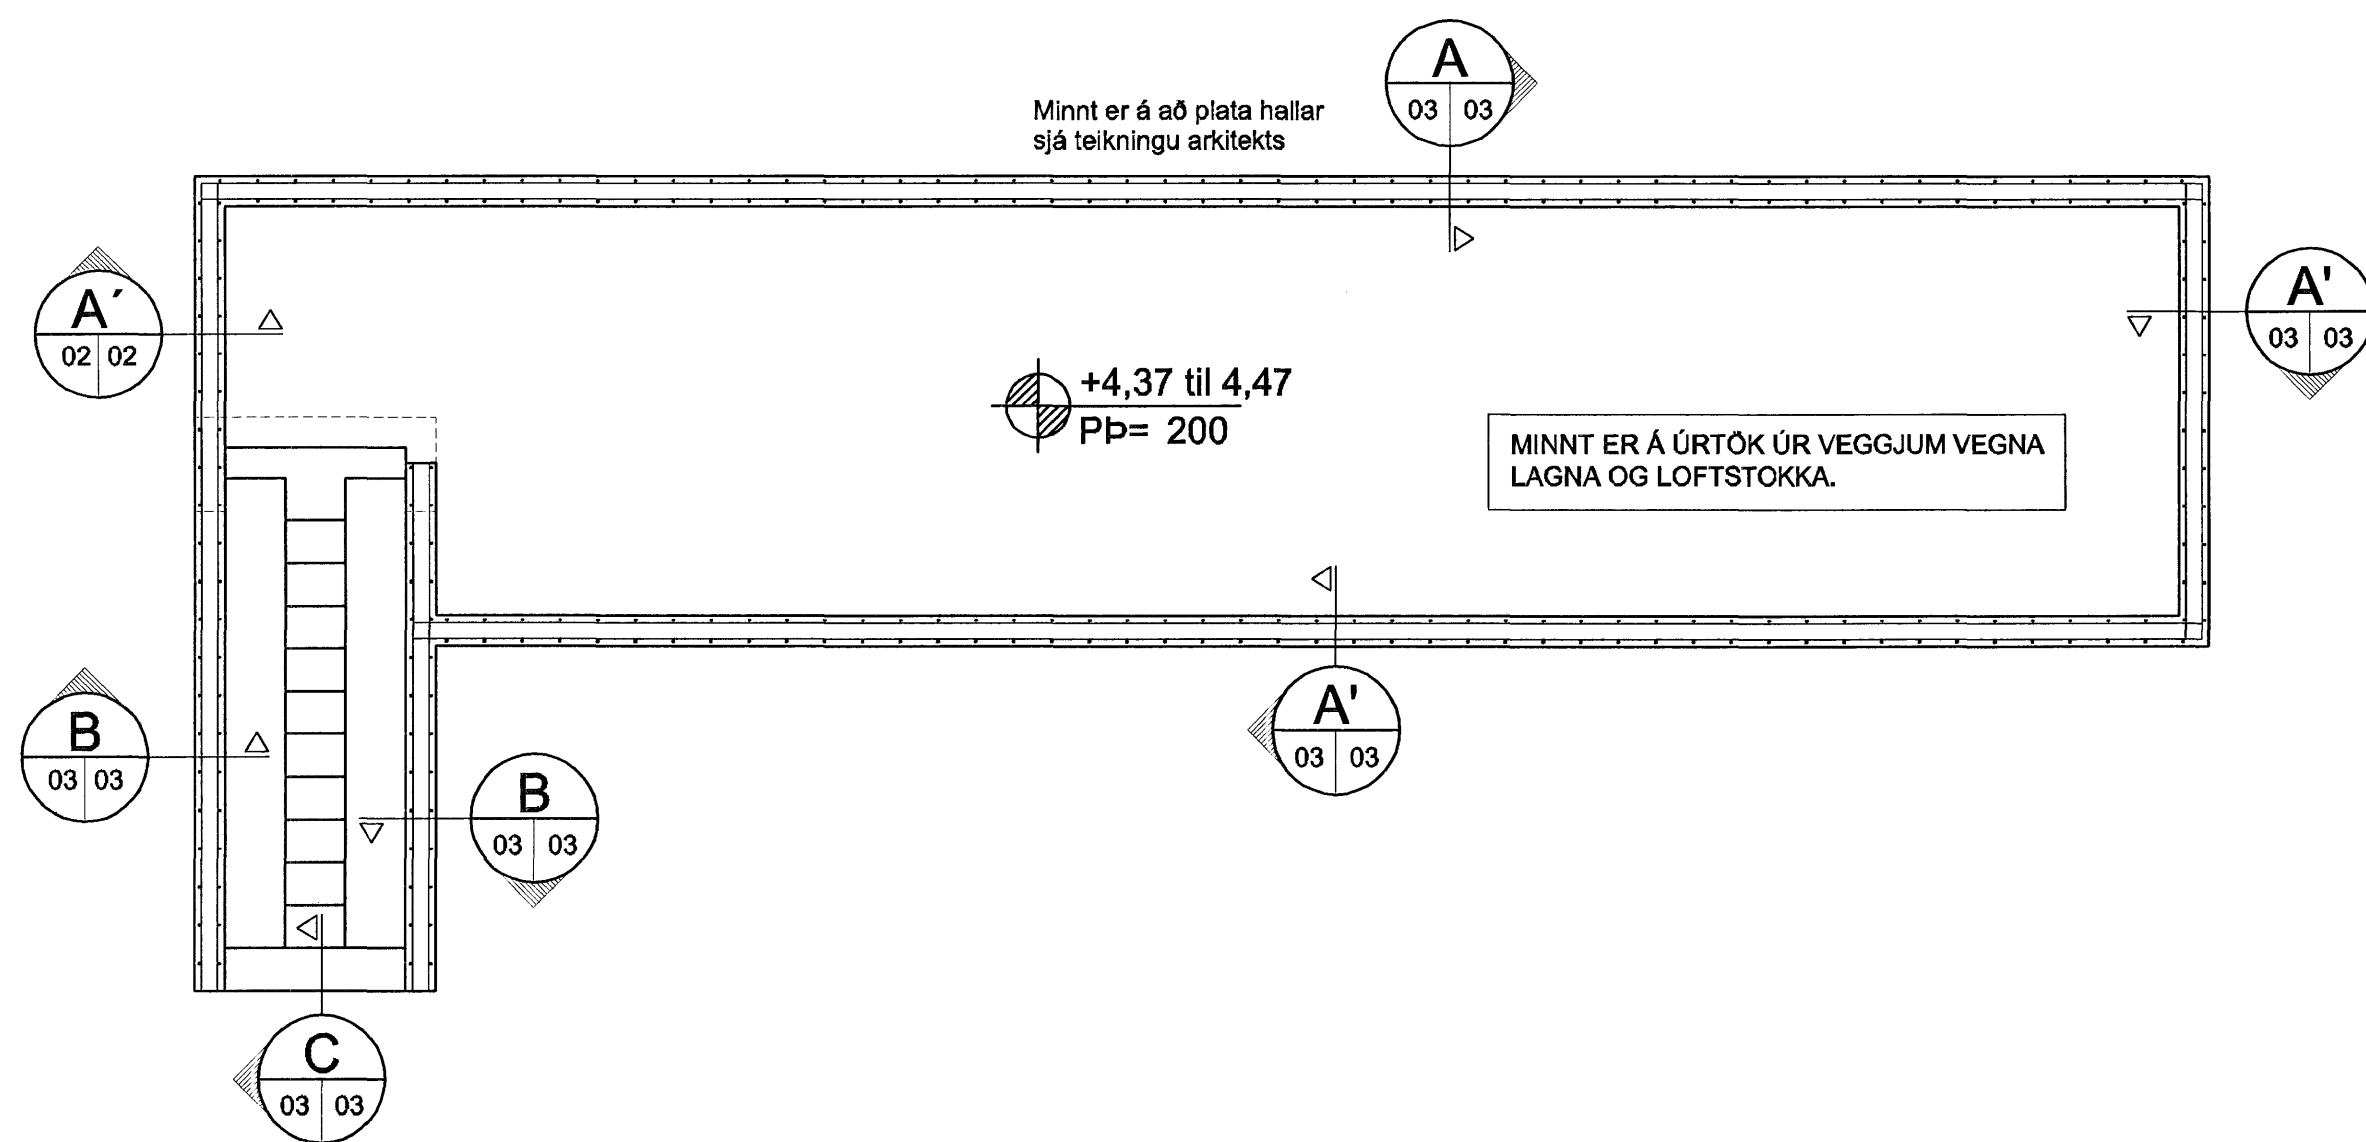 A
03 03
Minnt er á að plata hallar
sjá teikningu arkitekts
A´
02 02
A'
03 03
+4,37 til 4,47
PÞ= 200
MINNT ER Á ÚRTÖK ÚR VEGGJUM VEGNA
LAGNA OG LOFTSTOKKA.
A'
03 03
B
03 03
B
03 03
C
03 03